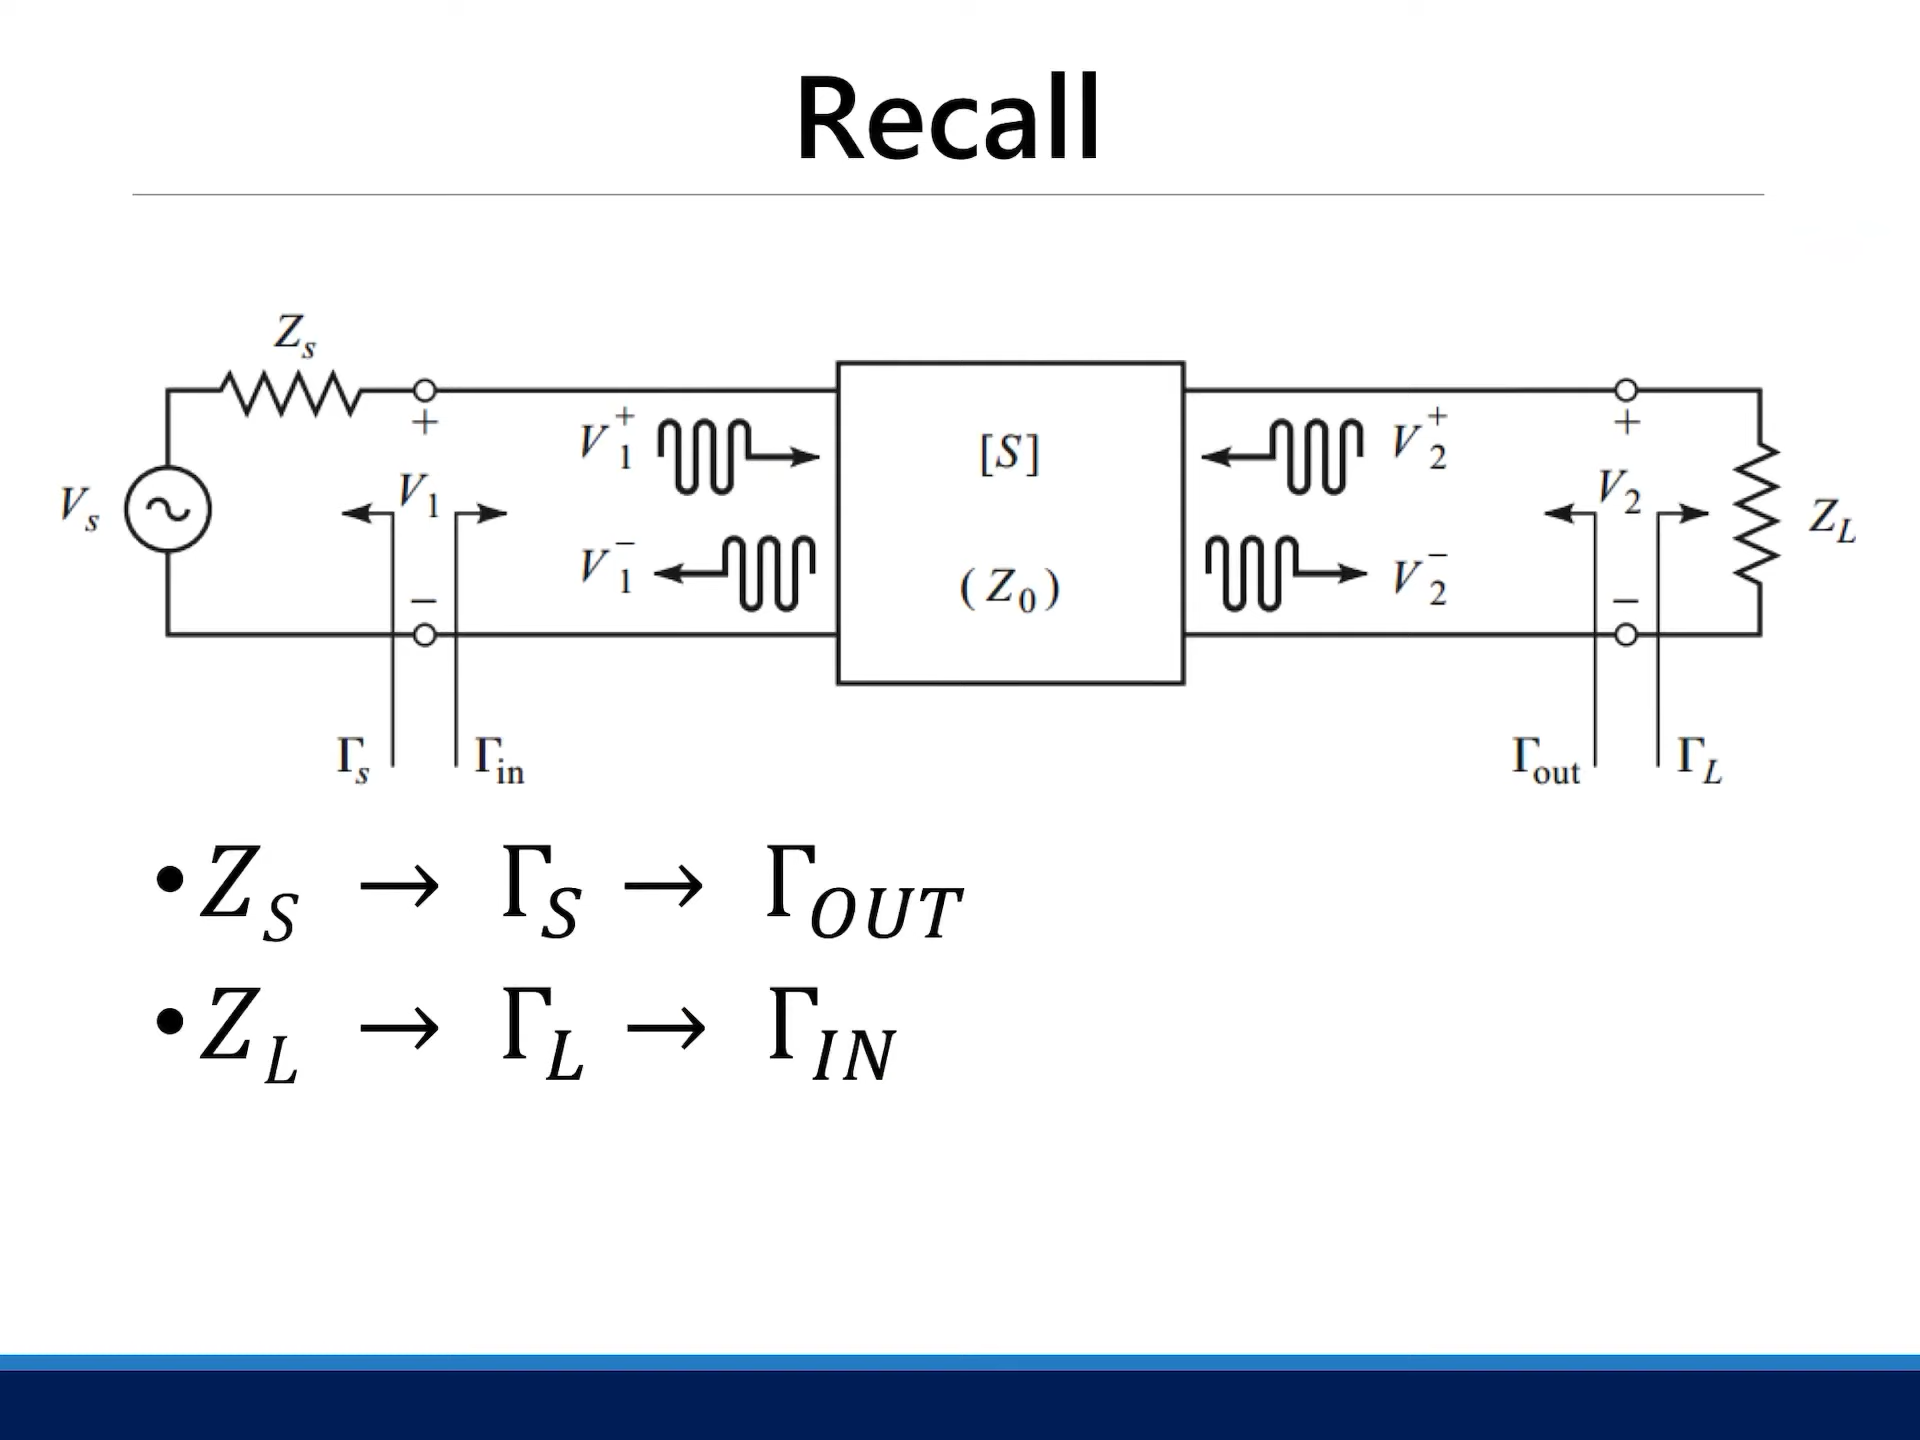 Recall
Z_s
V_s
+
V_1
−
Γ_s
Γ_in
V_1^+
V_1^-
[S]
(Z_0)
V_2^+
V_2^-
+
V_2
−
Z_L
Γ_out
Γ_L
• Z_S → Γ_S → Γ_OUT
• Z_L → Γ_L → Γ_IN